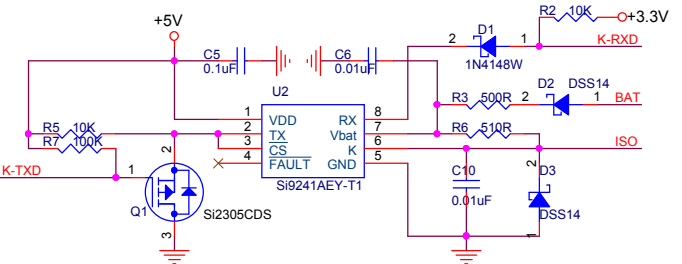 R2 10K
+3.3V
+5V
D1
2 1
K-RXD
1N4148W
C5
0.1uF
C6
0.01uF
U2
D2 DSS14
R3 500R 2 1 BAT
1 VDD RX 8
2 TX Vbat 7
3 CS K 6
4 FAULT GND 5
Si9241AEY-T1
R5 10K
R7 100K
R6 510R
ISO
K-TXD 1
2
3
Q1
Si2305CDS
C10
0.01uF
2
D3
DSS14
1